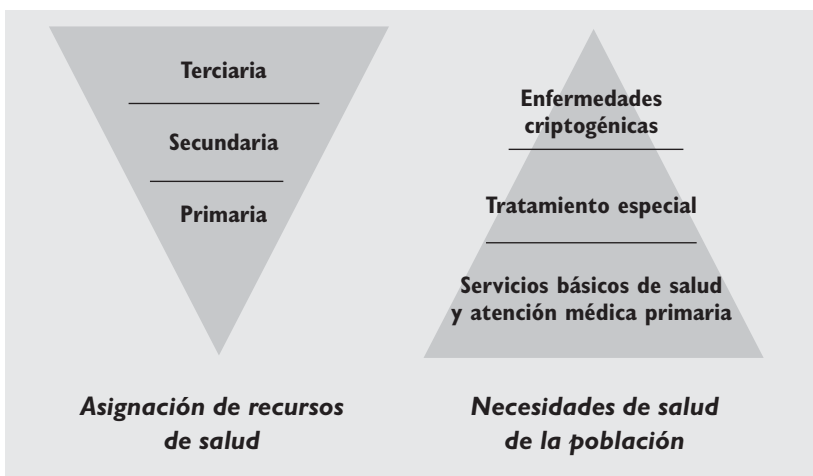 Terciaria
Secundaria
Primaria
Asignación de recursos
de salud
Enfermedades
criptogénicas
Tratamiento especial
Servicios básicos de salud
y atención médica primaria
Necesidades de salud
de la población